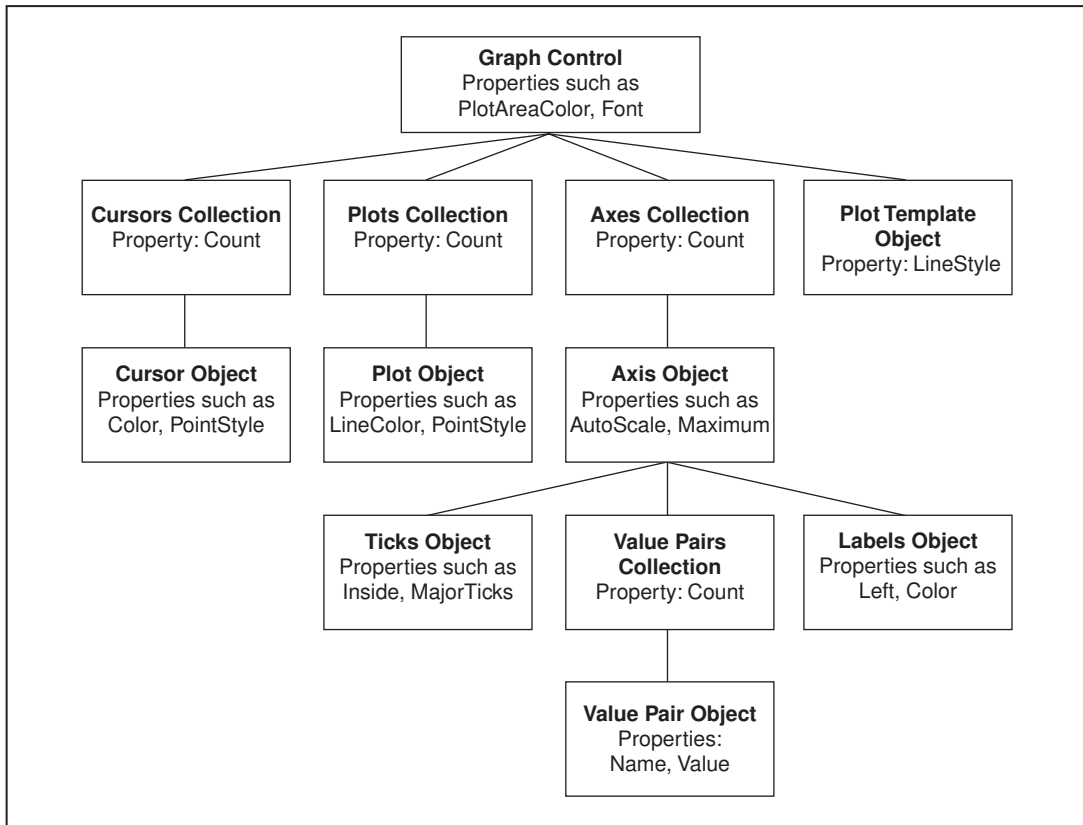 Graph Control
Properties such as
PlotAreaColor, Font
Cursors Collection
Property: Count
Plots Collection
Property: Count
Axes Collection
Property: Count
Plot Template
Object
Property: LineStyle
Cursor Object
Properties such as
Color, PointStyle
Plot Object
Properties such as
LineColor, PointStyle
Axis Object
Properties such as
AutoScale, Maximum
Ticks Object
Properties such as
Inside, MajorTicks
Value Pairs
Collection
Property: Count
Labels Object
Properties such as
Left, Color
Value Pair Object
Properties:
Name, Value